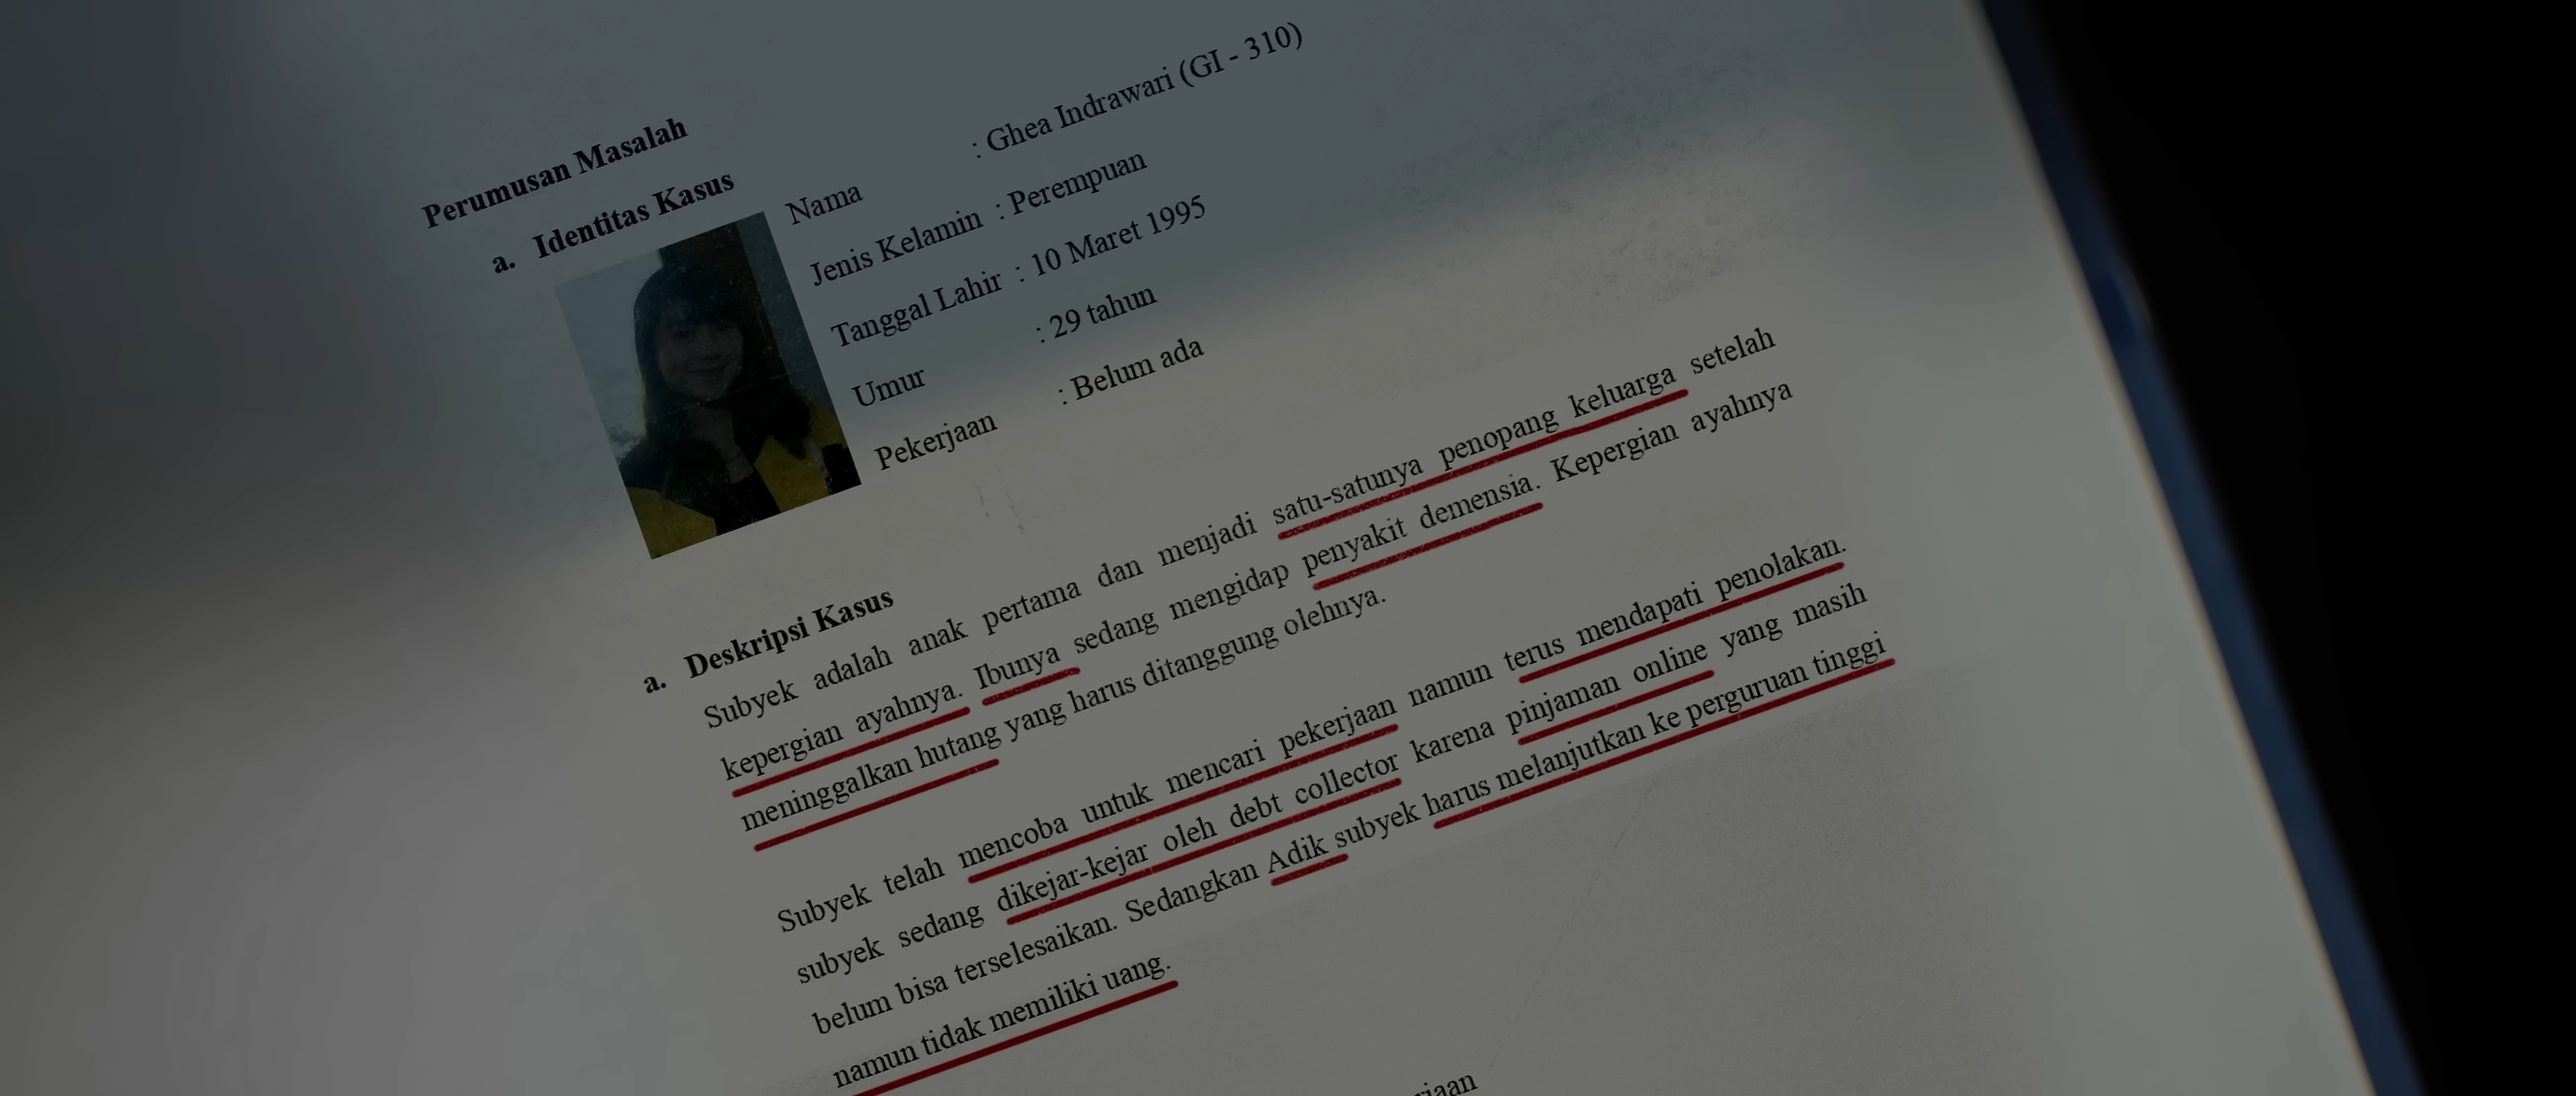 Perumusan Masalah
a. Identitas Kasus
Nama : Ghea Indrawari (GI - 310)
Jenis Kelamin : Perempuan
Tanggal Lahir : 10 Maret 1995
Umur : 29 tahun
Pekerjaan : Belum ada
a. Deskripsi Kasus
Subyek adalah anak pertama dan menjadi satu-satunya penopang keluarga setelah
kepergian ayahnya. Ibunya sedang mengidap penyakit demensia. Kepergian ayahnya
meninggalkan hutang yang harus ditanggung olehnya.
Subyek telah mencoba untuk mencari pekerjaan namun terus mendapati penolakan.
subyek sedang dikejar-kejar oleh debt collector karena pinjaman online yang masih
belum bisa terselesaikan. Sedangkan Adik subyek harus melanjutkan ke perguruan tinggi
namun tidak memiliki uang.